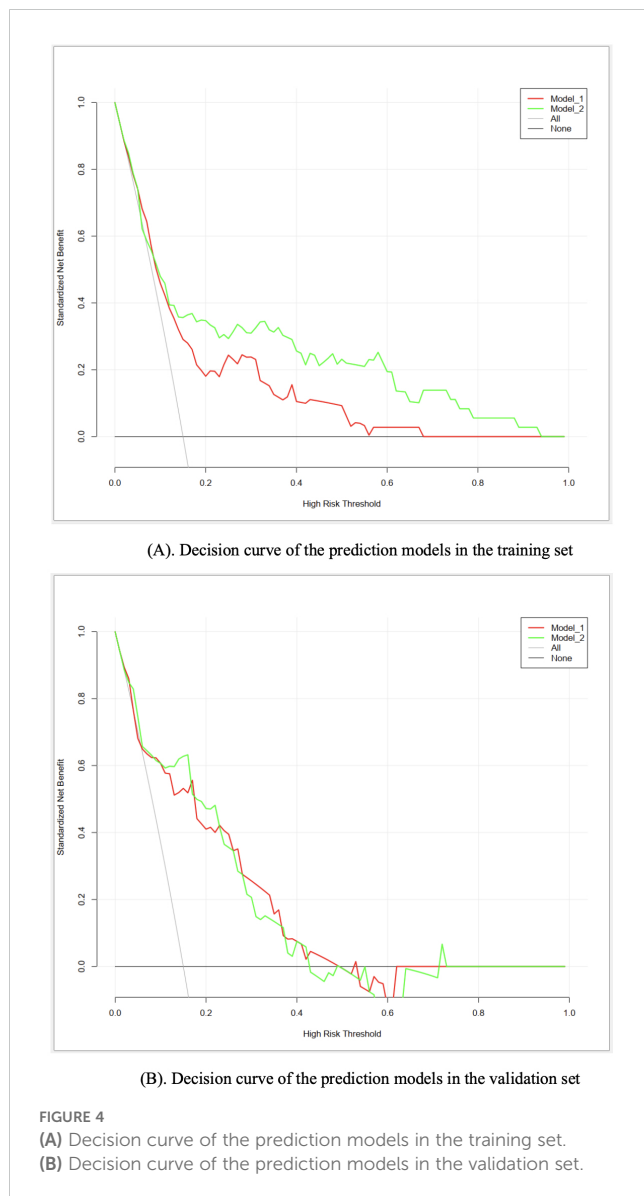 Model_1
Model_2
All
None
Standardized Net Benefit
1.0
0.8
0.6
0.4
0.2
0.0
0.0 0.2 0.4 0.6 0.8 1.0
High Risk Threshold
(A). Decision curve of the prediction models in the training set
Model_1
Model_2
All
None
Standardized Net Benefit
1.0
0.8
0.6
0.4
0.2
0.0
0.0 0.2 0.4 0.6 0.8 1.0
High Risk Threshold
(B). Decision curve of the prediction models in the validation set
FIGURE 4
(A) Decision curve of the prediction models in the training set.
(B) Decision curve of the prediction models in the validation set.